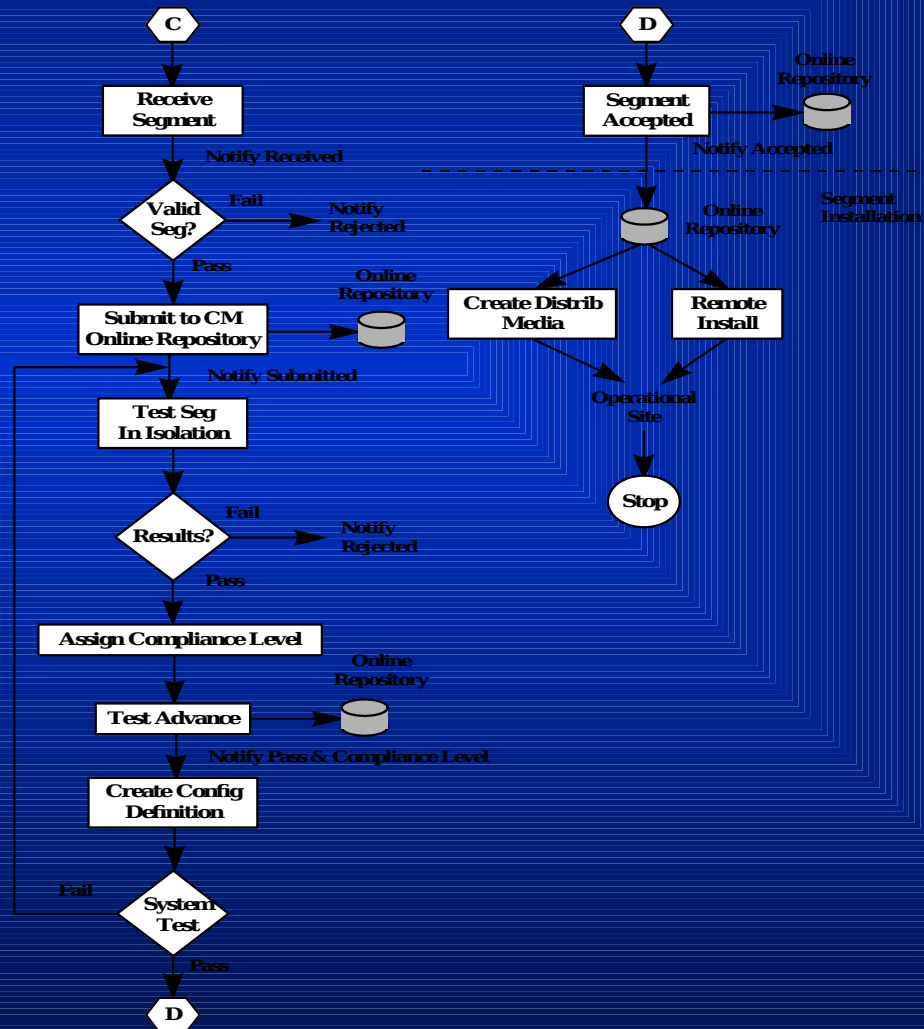 C
Receive
Segment
Notify Received
Valid
Seg?
Fail
Notify
Rejected
Pass
Submit to CM
Online Repository
Online
Repository
Notify Submitted
Test Seg
In Isolation
Results?
Fail
Notify
Rejected
Pass
Assign Compliance Level
Test Advance
Online
Repository
Notify Pass & Compliance Level
Create Config
Definition
System
Test
Fail
Pass
D
D
Segment
Accepted
Online
Repository
Notify Accepted
Segment
Installation
Online
Repository
Create Distrib
Media
Remote
Install
Operational
Site
Stop